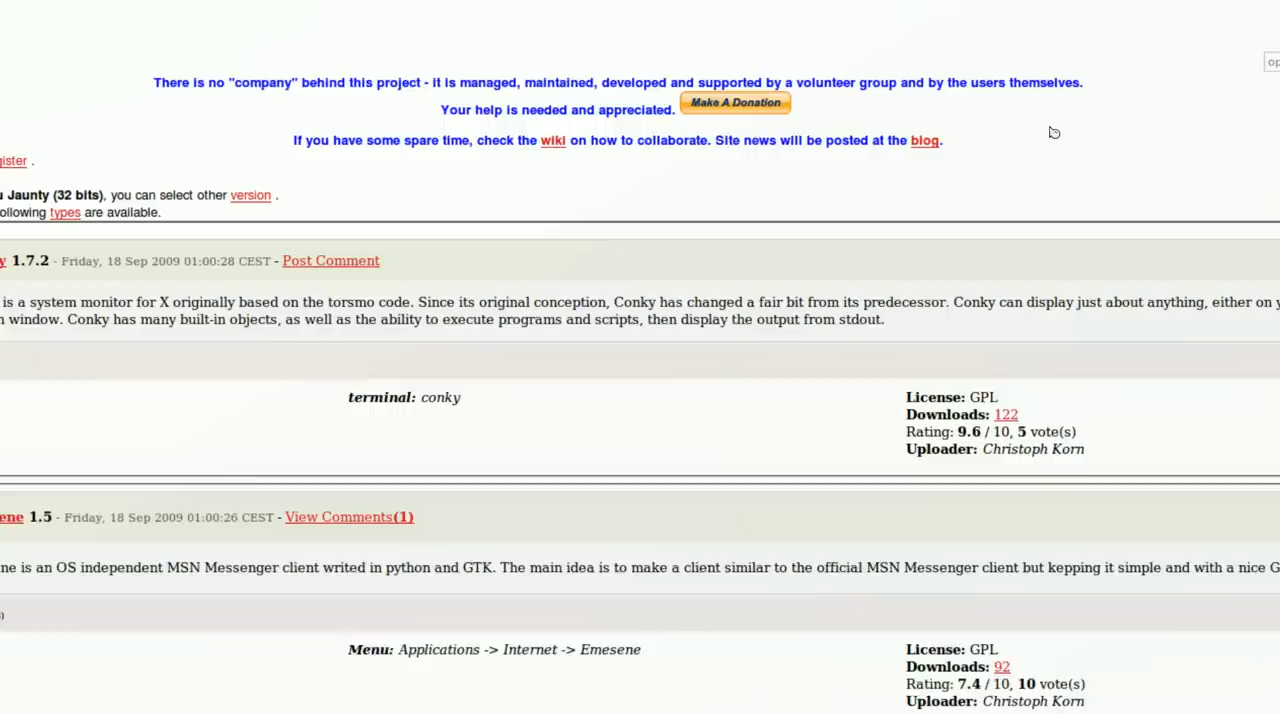 op
There is no "company" behind this project - it is managed, maintained, developed and supported by a volunteer group and by the users themselves.
Your help is needed and appreciated. Make A Donation
If you have some spare time, check the wiki on how to collaborate. Site news will be posted at the blog.
gister .
u Jaunty (32 bits), you can select other version .
ollowing types are available.
y 1.7.2 - Friday, 18 Sep 2009 01:00:28 CEST - Post Comment
is a system monitor for X originally based on the torsmo code. Since its original conception, Conky has changed a fair bit from its predecessor. Conky can display just about anything, either on y
n window. Conky has many built-in objects, as well as the ability to execute programs and scripts, then display the output from stdout.
terminal: conky
License: GPL
Downloads: 122
Rating: 9.6 / 10, 5 vote(s)
Uploader: Christoph Korn
ene 1.5 - Friday, 18 Sep 2009 01:00:26 CEST - View Comments(1)
ne is an OS independent MSN Messenger client writed in python and GTK. The main idea is to make a client similar to the official MSN Messenger client but kepping it simple and with a nice G
Menu: Applications -> Internet -> Emesene
License: GPL
Downloads: 92
Rating: 7.4 / 10, 10 vote(s)
Uploader: Christoph Korn